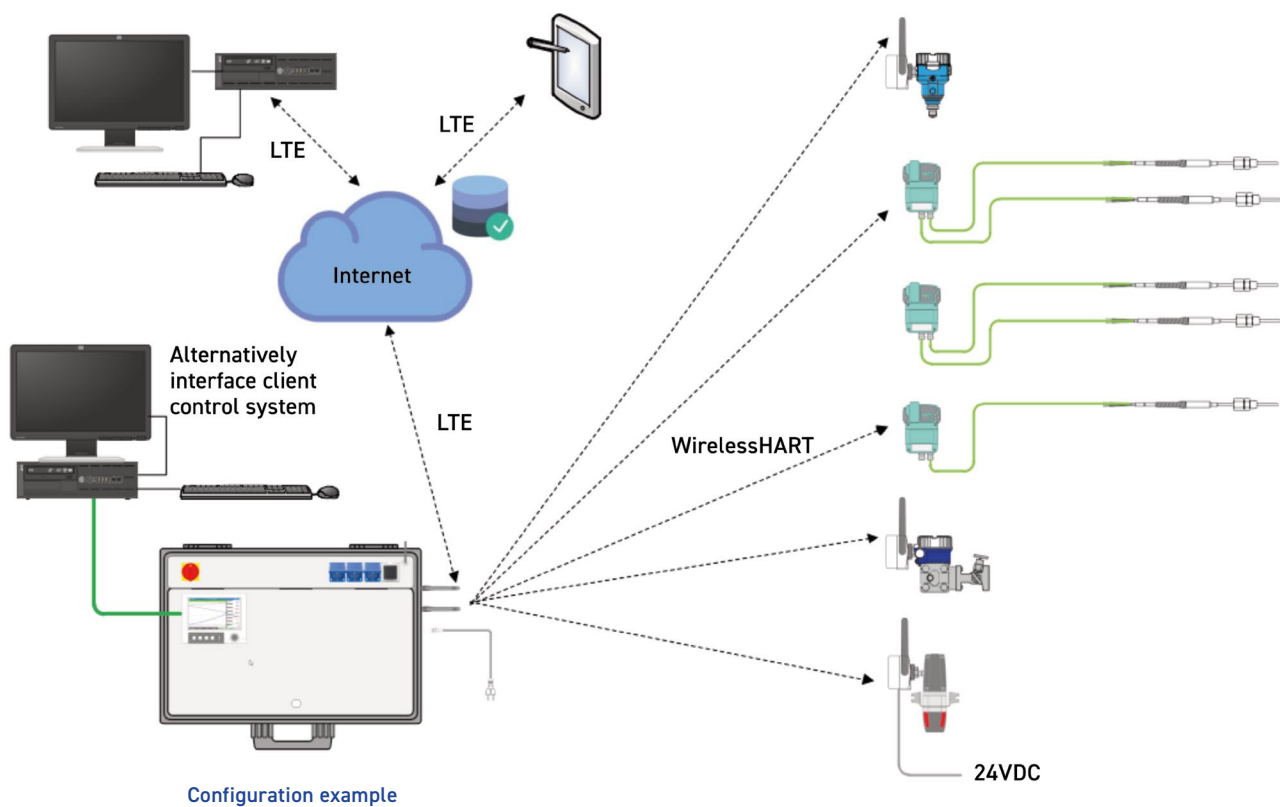 LTE
LTE
Internet
Alternatively
interface client
control system
LTE
WirelessHART
24VDC
Configuration example